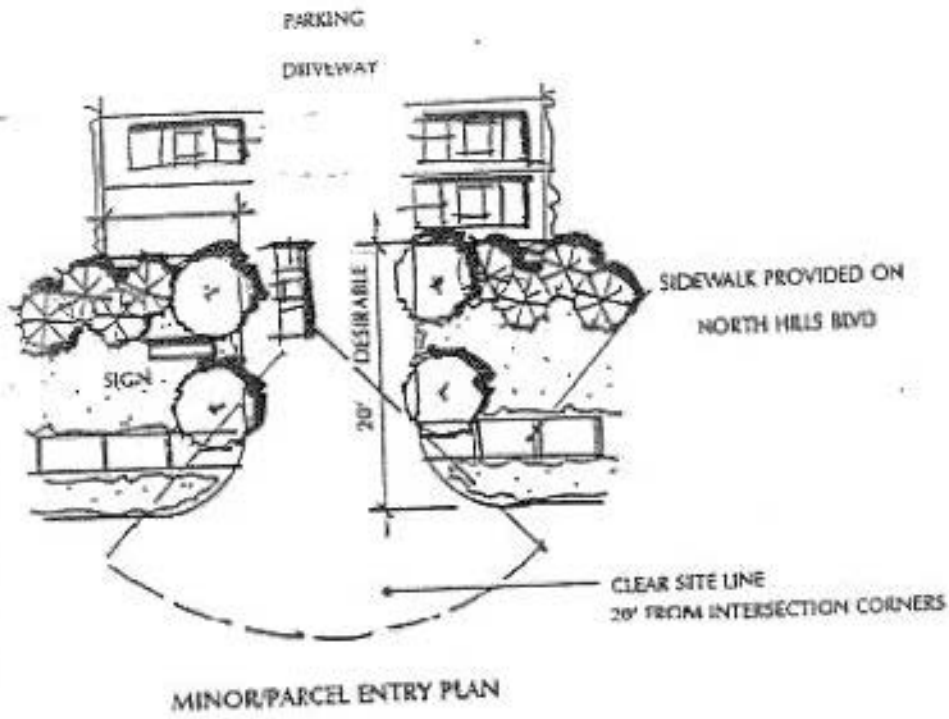 PARKING
DRIVEWAY
SIDEWALK PROVIDED ON
NORTH HILLS BLVD
DESIRABLE
20'
SIGN
CLEAR SITE LINE
20' FROM INTERSECTION CORNERS
MINOR/PARCEL ENTRY PLAN